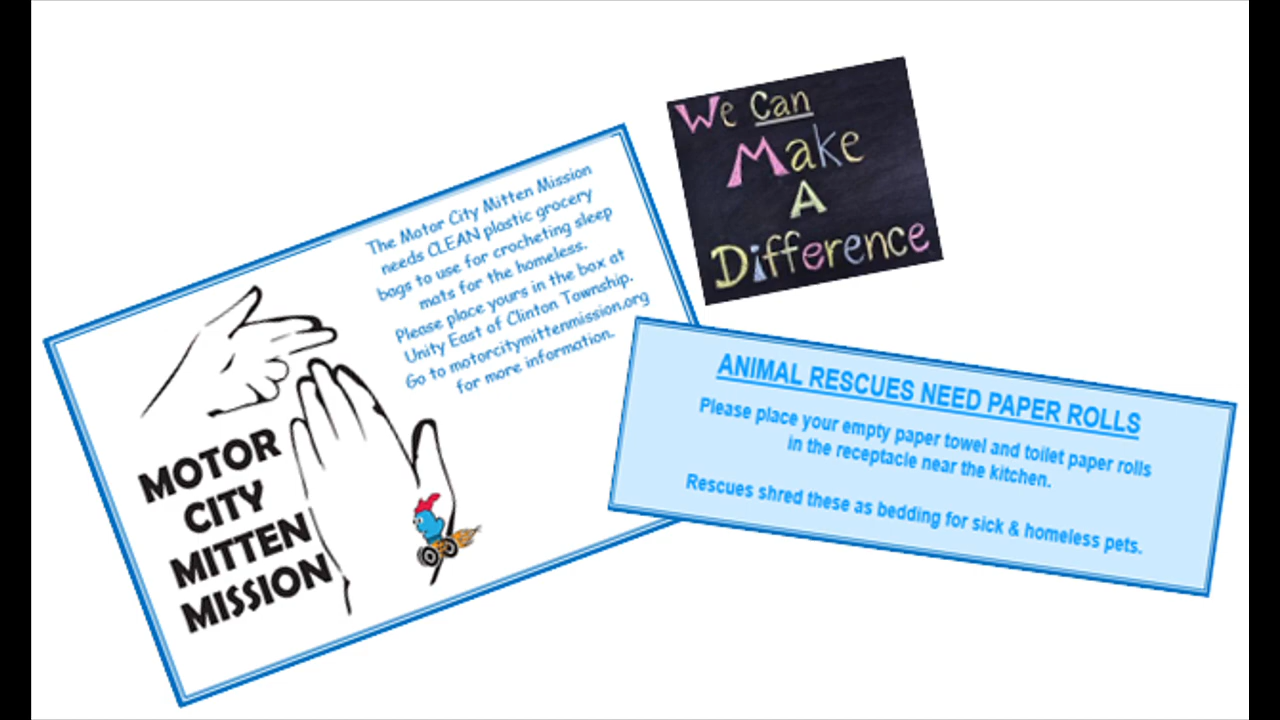 We Can
Make
A
Difference
The Motor City Mitten Mission
needs CLEAN plastic grocery
bags to use for crocheting sleep
mats for the homeless.
Please place yours in the box at
Unity East of Clinton Township.
Go to motorcitymittenmission.org
for more information.
MOTOR
CITY
MITTEN
MISSION
ANIMAL RESCUES NEED PAPER ROLLS
Please place your empty paper towel and toilet paper rolls
in the receptacle near the kitchen.
Rescues shred these as bedding for sick & homeless pets.